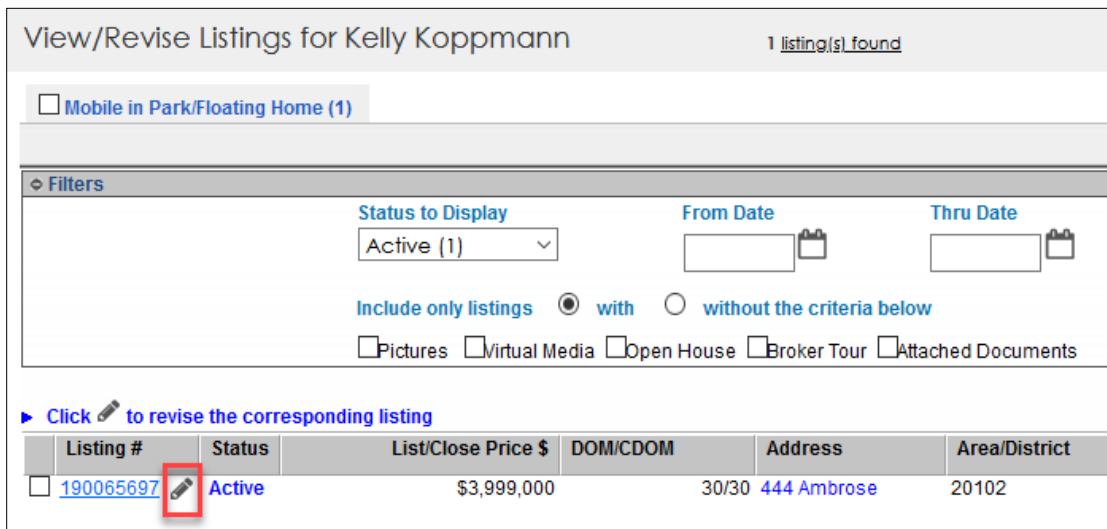 View/Revise Listings for Kelly Koppmann 1 listing(s) found
Mobile in Park/Floating Home (1)
Filters
Status to Display From Date Thru Date
Active (1)
Include only listings with without the criteria below
Pictures Virtual Media Open House Broker Tour Attached Documents
Click to revise the corresponding listing
Listing # Status List/Close Price $ DOM/CDOM Address Area/District
190065697 Active $3,999,000 30/30 444 Ambrose 20102